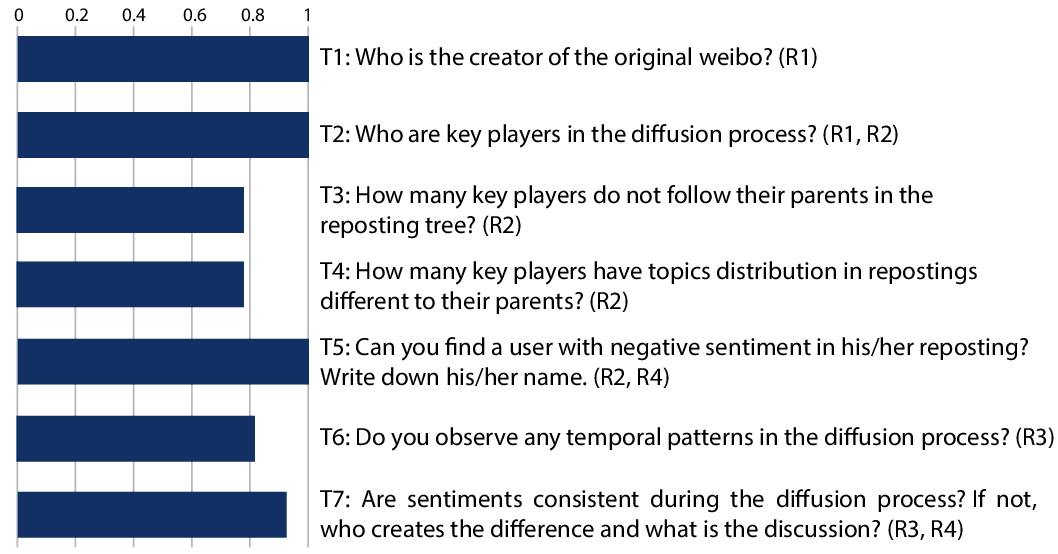 0 0.2 0.4 0.6 0.8 1
T1: Who is the creator of the original weibo? (R1)
T2: Who are key players in the diffusion process? (R1, R2)
T3: How many key players do not follow their parents in the
reposting tree? (R2)
T4: How many key players have topics distribution in repostings
different to their parents? (R2)
T5: Can you find a user with negative sentiment in his/her reposting?
Write down his/her name. (R2, R4)
T6: Do you observe any temporal patterns in the diffusion process? (R3)
T7: Are sentiments consistent during the diffusion process? If not,
who creates the difference and what is the discussion? (R3, R4)